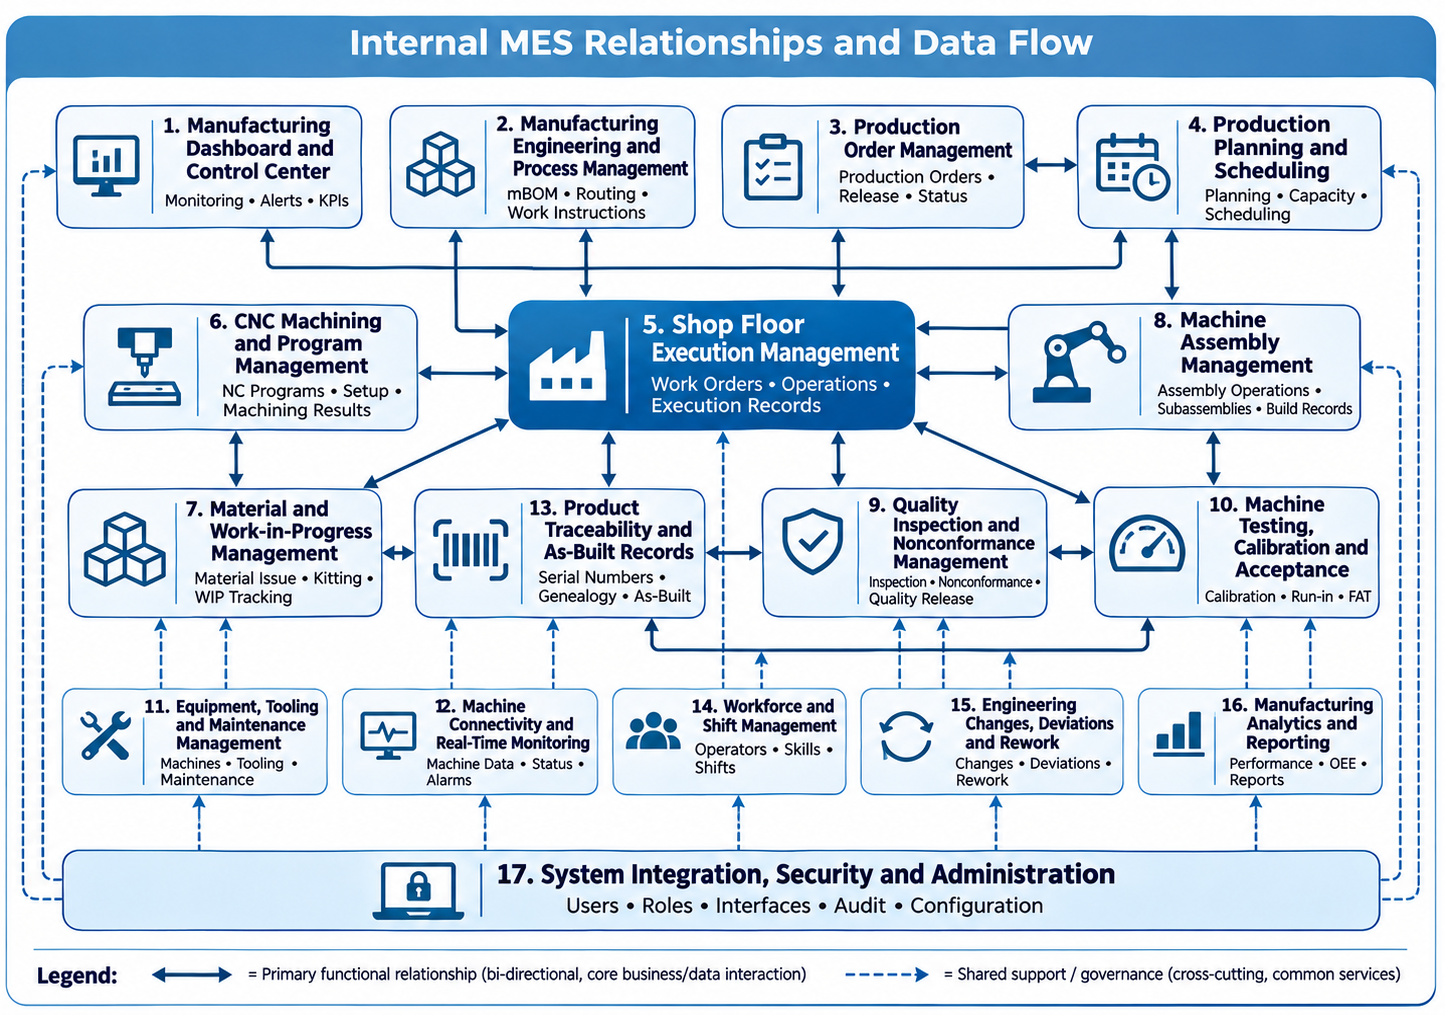 Internal MES Relationships and Data Flow
1. Manufacturing
Dashboard and
Control Center
Monitoring • Alerts • KPIs
2. Manufacturing
Engineering and
Process Management
mBOM • Routing •
Work Instructions
3. Production
Order Management
Production Orders •
Release • Status
4. Production
Planning and
Scheduling
Planning • Capacity •
Scheduling
6. CNC Machining
and Program
Management
NC Programs • Setup •
Machining Results
5. Shop Floor
Execution Management
Work Orders • Operations •
Execution Records
8. Machine
Assembly
Management
Assembly Operations •
Subassemblies • Build Records
7. Material and
Work-in-Progress
Management
Material Issue • Kitting •
WIP Tracking
13. Product
Traceability and
As-Built Records
Serial Numbers •
Genealogy • As-Built
9. Quality
Inspection and
Nonconformance
Management
Inspection • Nonconformance •
Quality Release
10. Machine
Testing,
Calibration and
Acceptance
Calibration • Run-in • FAT
11. Equipment, Tooling
and Maintenance
Management
Machines • Tooling •
Maintenance
12. Machine
Connectivity and
Real-Time Monitoring
Machine Data • Status •
Alarms
14. Workforce and
Shift Management
Operators • Skills •
Shifts
15. Engineering
Changes, Deviations
and Rework
Changes • Deviations •
Rework
16. Manufacturing
Analytics and
Reporting
Performance • OEE •
Reports
17. System Integration, Security and Administration
Users • Roles • Interfaces • Audit • Configuration
Legend:
= Primary functional relationship (bi-directional, core business/data interaction)
= Shared support / governance (cross-cutting, common services)